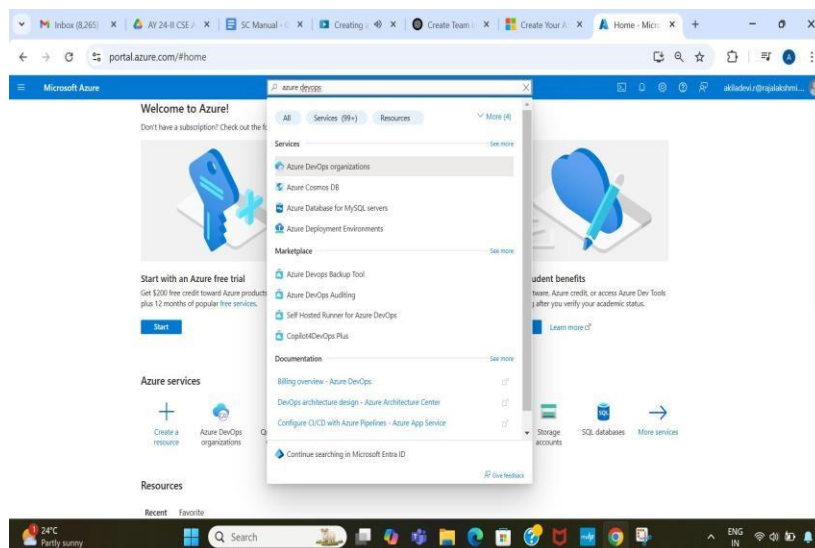 Inbox (8,265)
AY 24-II CSE
SC Manual -
Creating
Create Team
Create Your A
Home - Micro
portal.azure.com/#home
Microsoft Azure
azure devops
akiladevi.r@rajalakshmi...
Welcome to Azure!
Don't have a subscription? Check out the fo
All Services (99+) Resources More (4)
Services See more
Azure DevOps organizations
Azure Cosmos DB
Azure Database for MySQL servers
Azure Deployment Environments
Marketplace See more
Azure Devops Backup Tool
Azure DevOps Auditing
Self Hosted Runner for Azure DevOps
Copilot4DevOps Plus
Documentation See more
Billing overview - Azure DevOps
DevOps architecture design - Azure Architecture Center
Configure CI/CD with Azure Pipelines - Azure App Service
Continue searching in Microsoft Entra ID
Give feedback
Start with an Azure free trial
Get $200 free credit toward Azure products
plus 12 months of popular free services.
Start
udent benefits
tware, Azure credit, or access Azure Dev Tools
g after you verify your academic status.
Learn more
Azure services
Create a resource
Azure DevOps organizations
Storage accounts
SQL databases
More services
Resources
Recent Favorite
1
24°C
Partly sunny
Search
ENG
IN